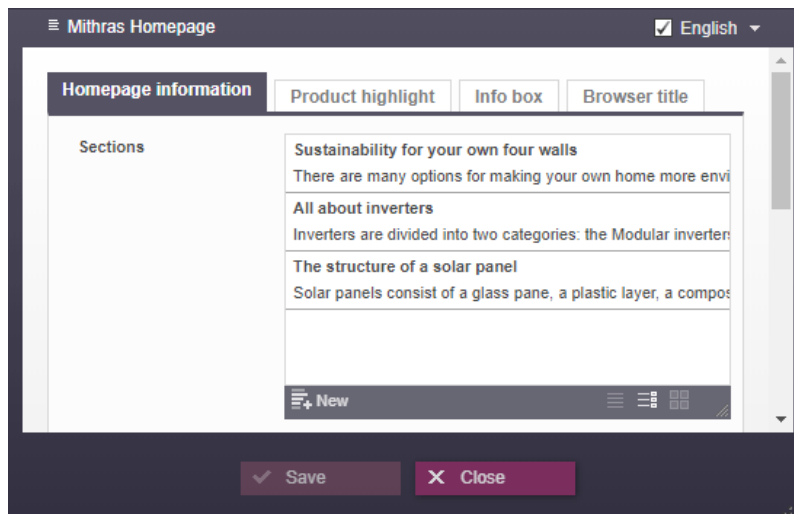 Mithras Homepage
English
Homepage information
Product highlight
Info box
Browser title
Sections
Sustainability for your own four walls
There are many options for making your own home more envi
All about inverters
Inverters are divided into two categories: the Modular inverter
The structure of a solar panel
Solar panels consist of a glass pane, a plastic layer, a compos
New
Save
Close